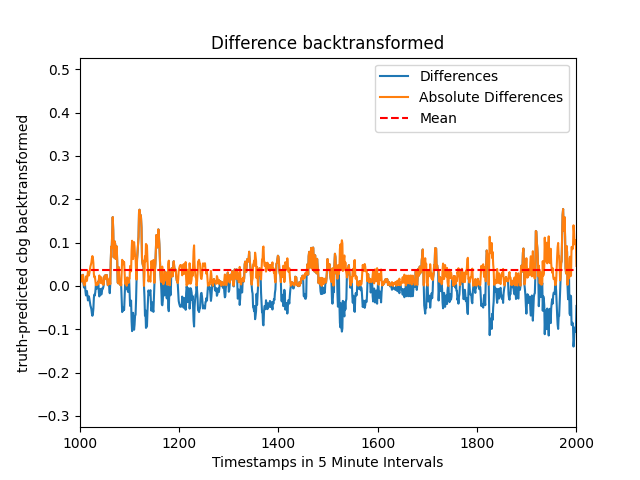 Difference backtransformed
0.5
0.4
0.3
0.2
0.1
0.0
−0.1
−0.2
−0.3
truth-predicted cbg backtransformed
Differences
Absolute Differences
Mean
1000
1200
1400
1600
1800
2000
Timestamps in 5 Minute Intervals